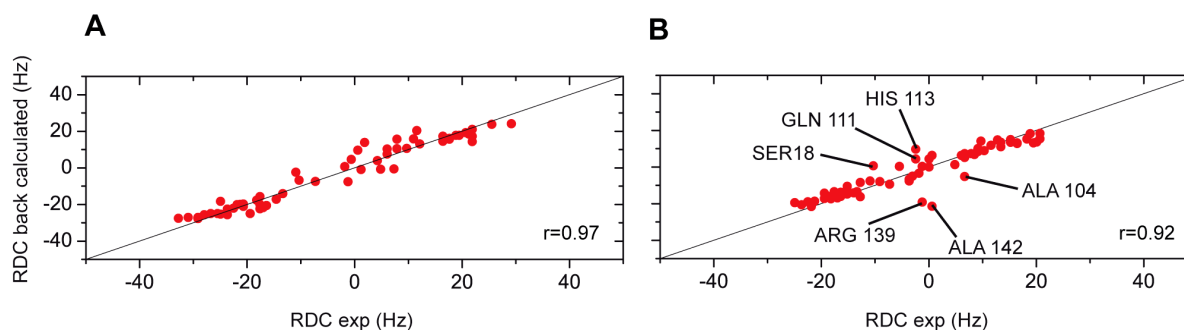 A
B
RDC back calculated (Hz)
40
20
0
-20
-40
r=0.97
-40
-20
0
20
40
RDC exp (Hz)
HIS 113
GLN 111
SER18
ALA 104
ARG 139
ALA 142
r=0.92
-40
-20
0
20
40
RDC exp (Hz)